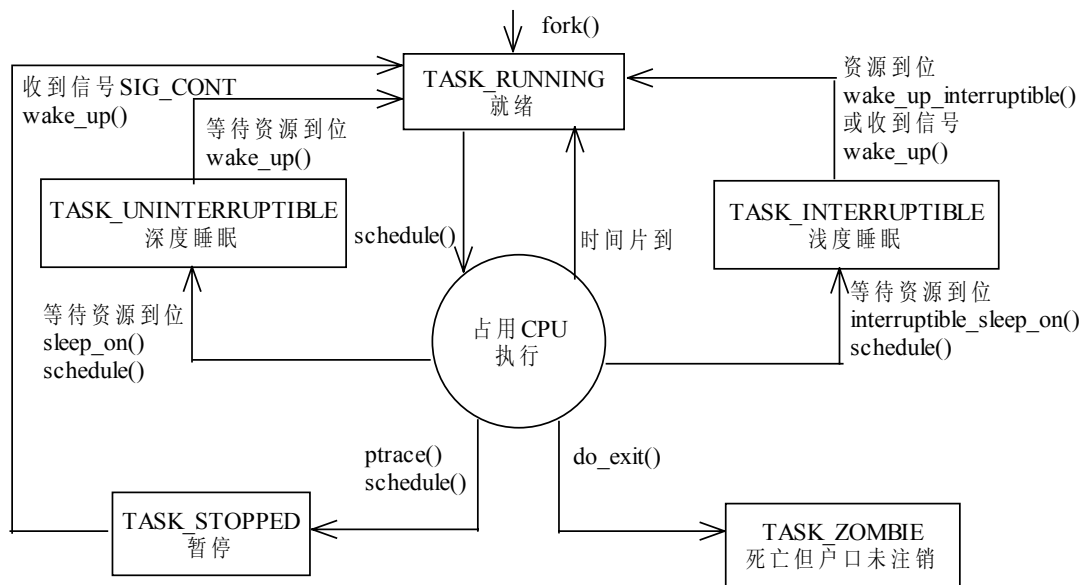 fork()
TASK_RUNNING
就绪
收到信号SIG_CONT
wake_up()
等待资源到位
wake_up()
资源到位
wake_up_interruptible()
或收到信号
wake_up()
TASK_UNINTERRUPTIBLE
深度睡眠
schedule()
时间片到
TASK_INTERRUPTIBLE
浅度睡眠
等待资源到位
sleep_on()
schedule()
占用CPU
执行
等待资源到位
interruptible_sleep_on()
schedule()
ptrace()
schedule()
do_exit()
TASK_STOPPED
暂停
TASK_ZOMBIE
死亡但户口未注销